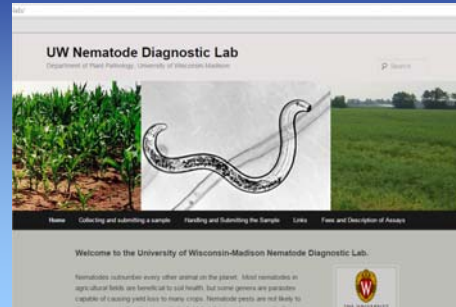 UW Nematode Diagnostic Lab
Department of Plant Pathology, University of Wisconsin-Madison
Search
Home Collecting and submitting a sample Handling and Submitting the Sample Links Fees and Description of Assays
Welcome to the University of Wisconsin-Madison Nematode Diagnostic Lab.
Nematodes outnumber every other animal on the planet. Most nematodes in
agricultural fields are beneficial to soil health, but some genera are parasites
capable of causing yield loss to many crops. Nematode pests are not likely to
W